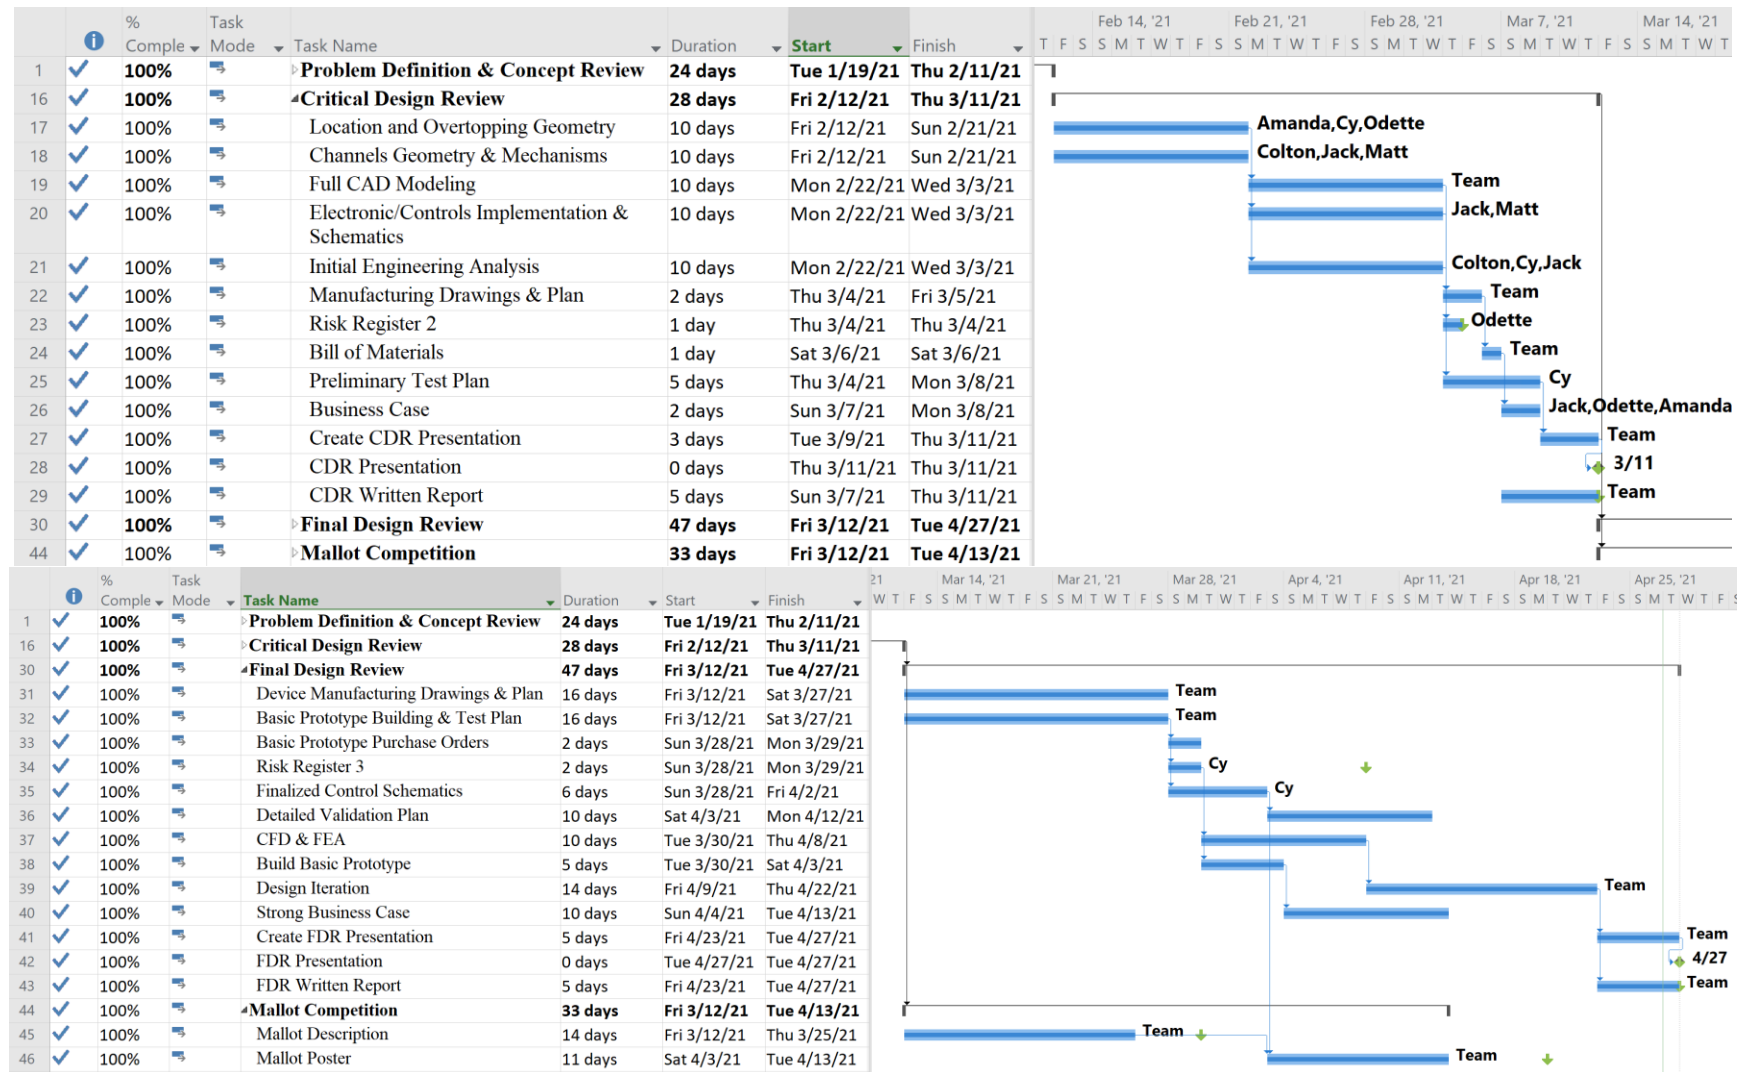 % Task Feb 14, '21 Feb 21, '21 Feb 28, '21 Mar 7, '21 Mar 14, '21
Comple Mode Task Name Duration Start Finish T F S S M T W T F S S M T W T F S S M T W T F S S M T W T F S S M T W T
1 100% Problem Definition & Concept Review 24 days Tue 1/19/21 Thu 2/11/21
16 100% Critical Design Review 28 days Fri 2/12/21 Thu 3/11/21
17 100% Location and Overtopping Geometry 10 days Fri 2/12/21 Sun 2/21/21 Amanda,Cy,Odette
18 100% Channels Geometry & Mechanisms 10 days Fri 2/12/21 Sun 2/21/21 Colton,Jack,Matt
19 100% Full CAD Modeling 10 days Mon 2/22/21 Wed 3/3/21 Team
20 100% Electronic/Controls Implementation & 10 days Mon 2/22/21 Wed 3/3/21 Jack,Matt
Schematics
21 100% Initial Engineering Analysis 10 days Mon 2/22/21 Wed 3/3/21 Colton,Cy,Jack
22 100% Manufacturing Drawings & Plan 2 days Thu 3/4/21 Fri 3/5/21 Team
23 100% Risk Register 2 1 day Thu 3/4/21 Thu 3/4/21 Odette
24 100% Bill of Materials 1 day Sat 3/6/21 Sat 3/6/21 Team
25 100% Preliminary Test Plan 5 days Thu 3/4/21 Mon 3/8/21 Cy
26 100% Business Case 2 days Sun 3/7/21 Mon 3/8/21 Jack,Odette,Amanda
27 100% Create CDR Presentation 3 days Tue 3/9/21 Thu 3/11/21 Team
28 100% CDR Presentation 0 days Thu 3/11/21 Thu 3/11/21 3/11
29 100% CDR Written Report 5 days Sun 3/7/21 Thu 3/11/21 Team
30 100% Final Design Review 47 days Fri 3/12/21 Tue 4/27/21
44 100% Mallot Competition 33 days Fri 3/12/21 Tue 4/13/21
% Task 21 Mar 14, '21 Mar 21, '21 Mar 28, '21 Apr 4, '21 Apr 11, '21 Apr 18, '21 Apr 25, '21
Comple Mode Task Name Duration Start Finish W T F S S M T W T F S S M T W T F S S M T W T F S S M T W T F S S M T W T F S S M T W T F S S M T W T F S
1 100% Problem Definition & Concept Review 24 days Tue 1/19/21 Thu 2/11/21
16 100% Critical Design Review 28 days Fri 2/12/21 Thu 3/11/21
30 100% Final Design Review 47 days Fri 3/12/21 Tue 4/27/21
31 100% Device Manufacturing Drawings & Plan 16 days Fri 3/12/21 Sat 3/27/21 Team
32 100% Basic Prototype Building & Test Plan 16 days Fri 3/12/21 Sat 3/27/21 Team
33 100% Basic Prototype Purchase Orders 2 days Sun 3/28/21 Mon 3/29/21
34 100% Risk Register 3 2 days Sun 3/28/21 Mon 3/29/21 Cy
35 100% Finalized Control Schematics 6 days Sun 3/28/21 Fri 4/2/21 Cy
36 100% Detailed Validation Plan 10 days Sat 4/3/21 Mon 4/12/21
37 100% CFD & FEA 10 days Tue 3/30/21 Thu 4/8/21
38 100% Build Basic Prototype 5 days Tue 3/30/21 Sat 4/3/21
39 100% Design Iteration 14 days Fri 4/9/21 Thu 4/22/21 Team
40 100% Strong Business Case 10 days Sun 4/4/21 Tue 4/13/21
41 100% Create FDR Presentation 5 days Fri 4/23/21 Tue 4/27/21 Team
42 100% FDR Presentation 0 days Tue 4/27/21 Tue 4/27/21 4/27
43 100% FDR Written Report 5 days Fri 4/23/21 Tue 4/27/21 Team
44 100% Mallot Competition 33 days Fri 3/12/21 Tue 4/13/21
45 100% Mallot Description 14 days Fri 3/12/21 Thu 3/25/21 Team
46 100% Mallot Poster 11 days Sat 4/3/21 Tue 4/13/21 Team